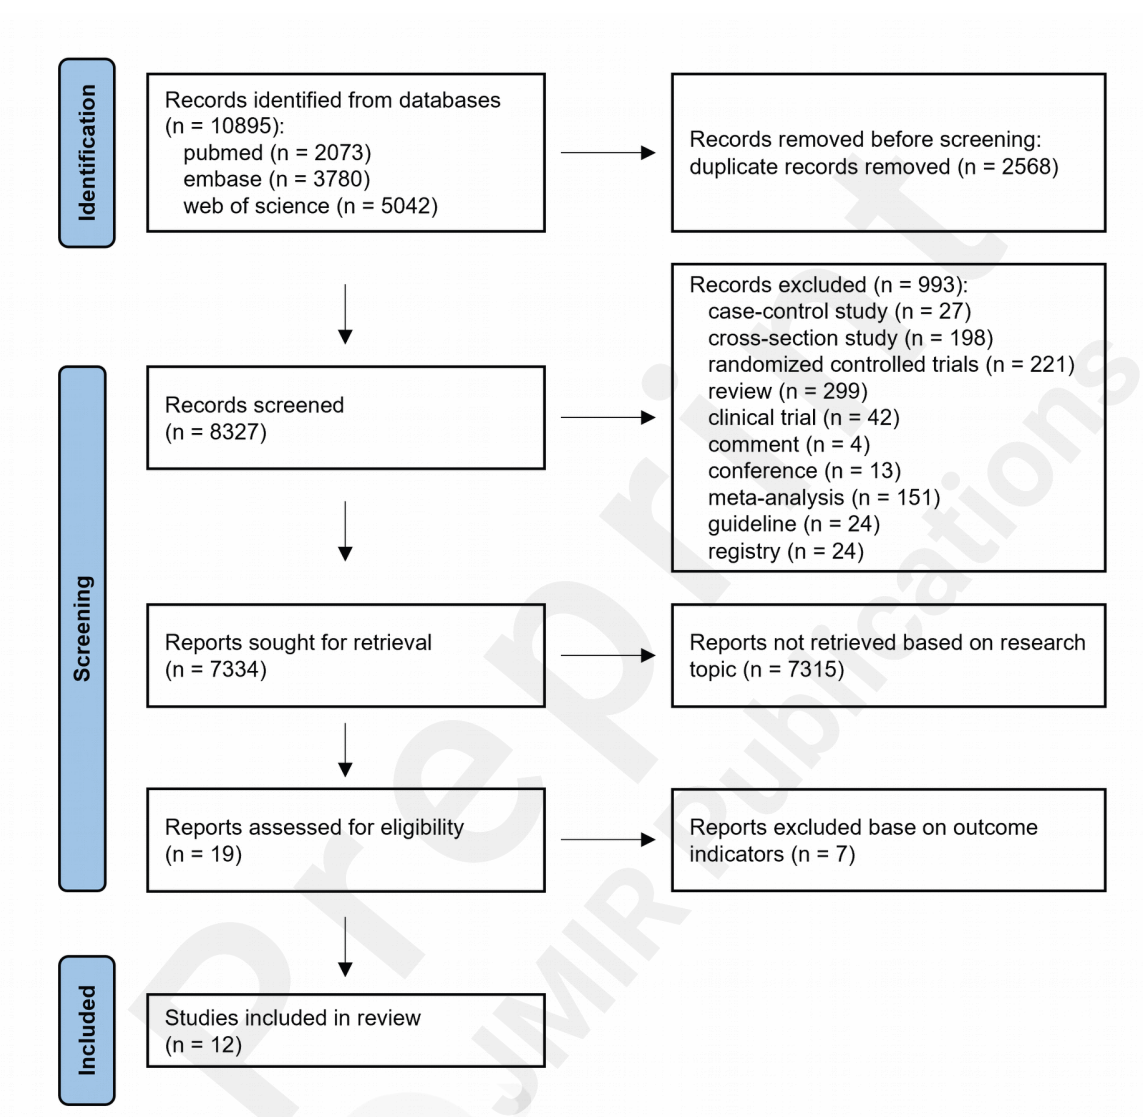 Identification
Records identified from databases
(n = 10895):
pubmed (n = 2073)
embase (n = 3780)
web of science (n = 5042)
Records removed before screening:
duplicate records removed (n = 2568)
Screening
Records screened
(n = 8327)
Records excluded (n = 993):
case-control study (n = 27)
cross-section study (n = 198)
randomized controlled trials (n = 221)
review (n = 299)
clinical trial (n = 42)
comment (n = 4)
conference (n = 13)
meta-analysis (n = 151)
guideline (n = 24)
registry (n = 24)
Reports sought for retrieval
(n = 7334)
Reports not retrieved based on research
topic (n = 7315)
Reports assessed for eligibility
(n = 19)
Reports excluded base on outcome
indicators (n = 7)
Included
Studies included in review
(n = 12)
Preprint
JMIR Publications